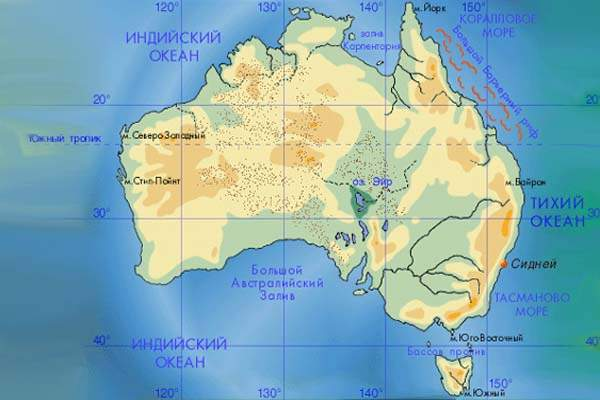 120°
130°
140°
м. Йорк
150°
КОРАЛЛОВОЕ
МОРЕ
ИНДИЙСКИЙ
ОКЕАН
залив
Карпентория
Большой Барьерный риф
20°
20
м. Северо-Западный
Южный тропик
м. Стип-Пойнт
оз. Эйр
м. Байрон
ТИХИЙ
ОКЕАН
30°
30
Сидней
Большой
Австралийский
Залив
ТАСМАНОВО
МОРЕ
40°
40
ИНДИЙСКИЙ
ОКЕАН
м. Юго-Восточный
Бассов пролив
120°
130°
140°
150°
м. Южный